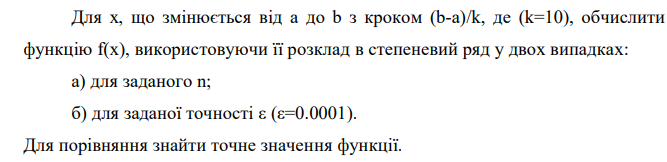 Для x, що змінюється від a до b з кроком (b-a)/k, де (k=10), обчислити
функцію f(x), використовуючи її розклад в степеневий ряд у двох випадках:
а) для заданого n;
б) для заданої точності ε (ε=0.0001).
Для порівняння знайти точне значення функції.